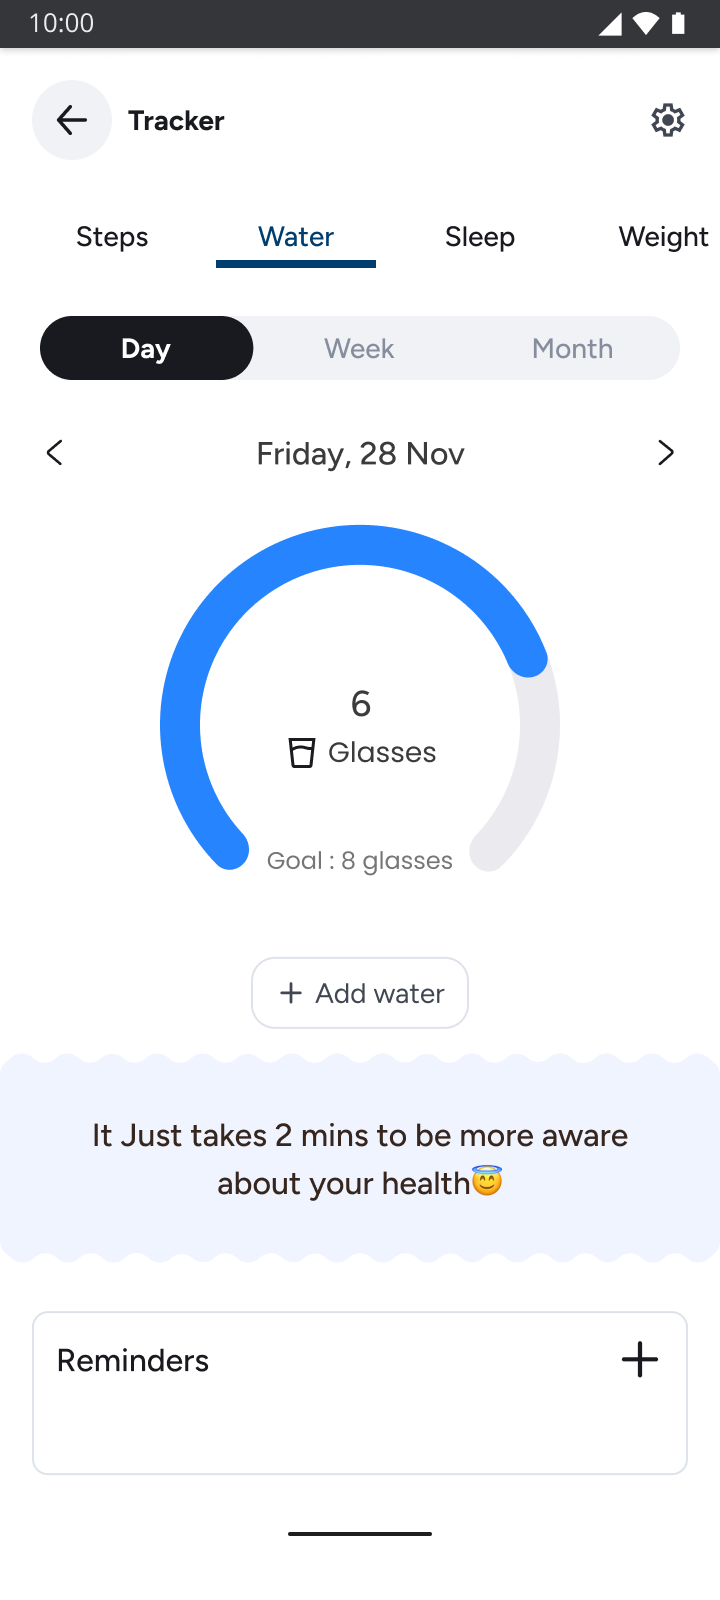 10:00
Tracker
Steps Water Sleep Weight
Day Week Month
Friday, 28 Nov
6
Glasses
Goal : 8 glasses
+ Add water
It Just takes 2 mins to be more aware
about your health😇
Reminders +